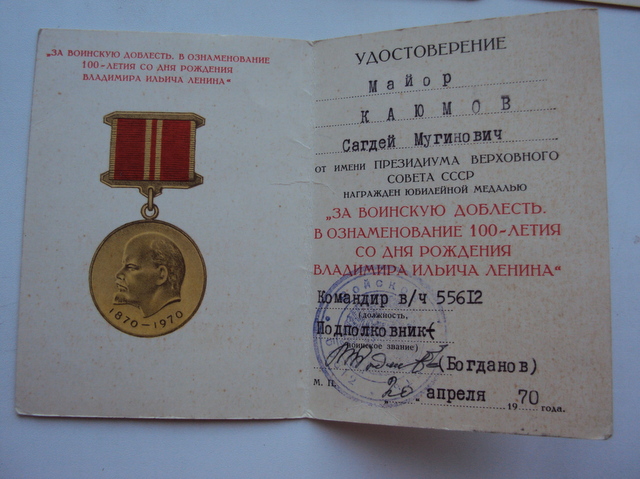 „ЗА ВОИНСКУЮ ДОБЛЕСТЬ. В ОЗНАМЕНОВАНИЕ
100-ЛЕТИЯ СО ДНЯ РОЖДЕНИЯ
ВЛАДИМИРА ИЛЬИЧА ЛЕНИНА“
1870–1970
УДОСТОВЕРЕНИЕ
Майор
КАЮМОВ
Сагдей Мугинович
ОТ ИМЕНИ ПРЕЗИДИУМА ВЕРХОВНОГО
СОВЕТА СССР
НАГРАЖДЕН ЮБИЛЕЙНОЙ МЕДАЛЬЮ
„ЗА ВОИНСКУЮ ДОБЛЕСТЬ.
В ОЗНАМЕНОВАНИЕ 100-ЛЕТИЯ
СО ДНЯ РОЖДЕНИЯ
ВЛАДИМИРА ИЛЬИЧА ЛЕНИНА“
Командир в/ч 55612
(должность,
Подполковник
воинское звание)
(Богданов)
М. П. „20“ апреля 1970 года.